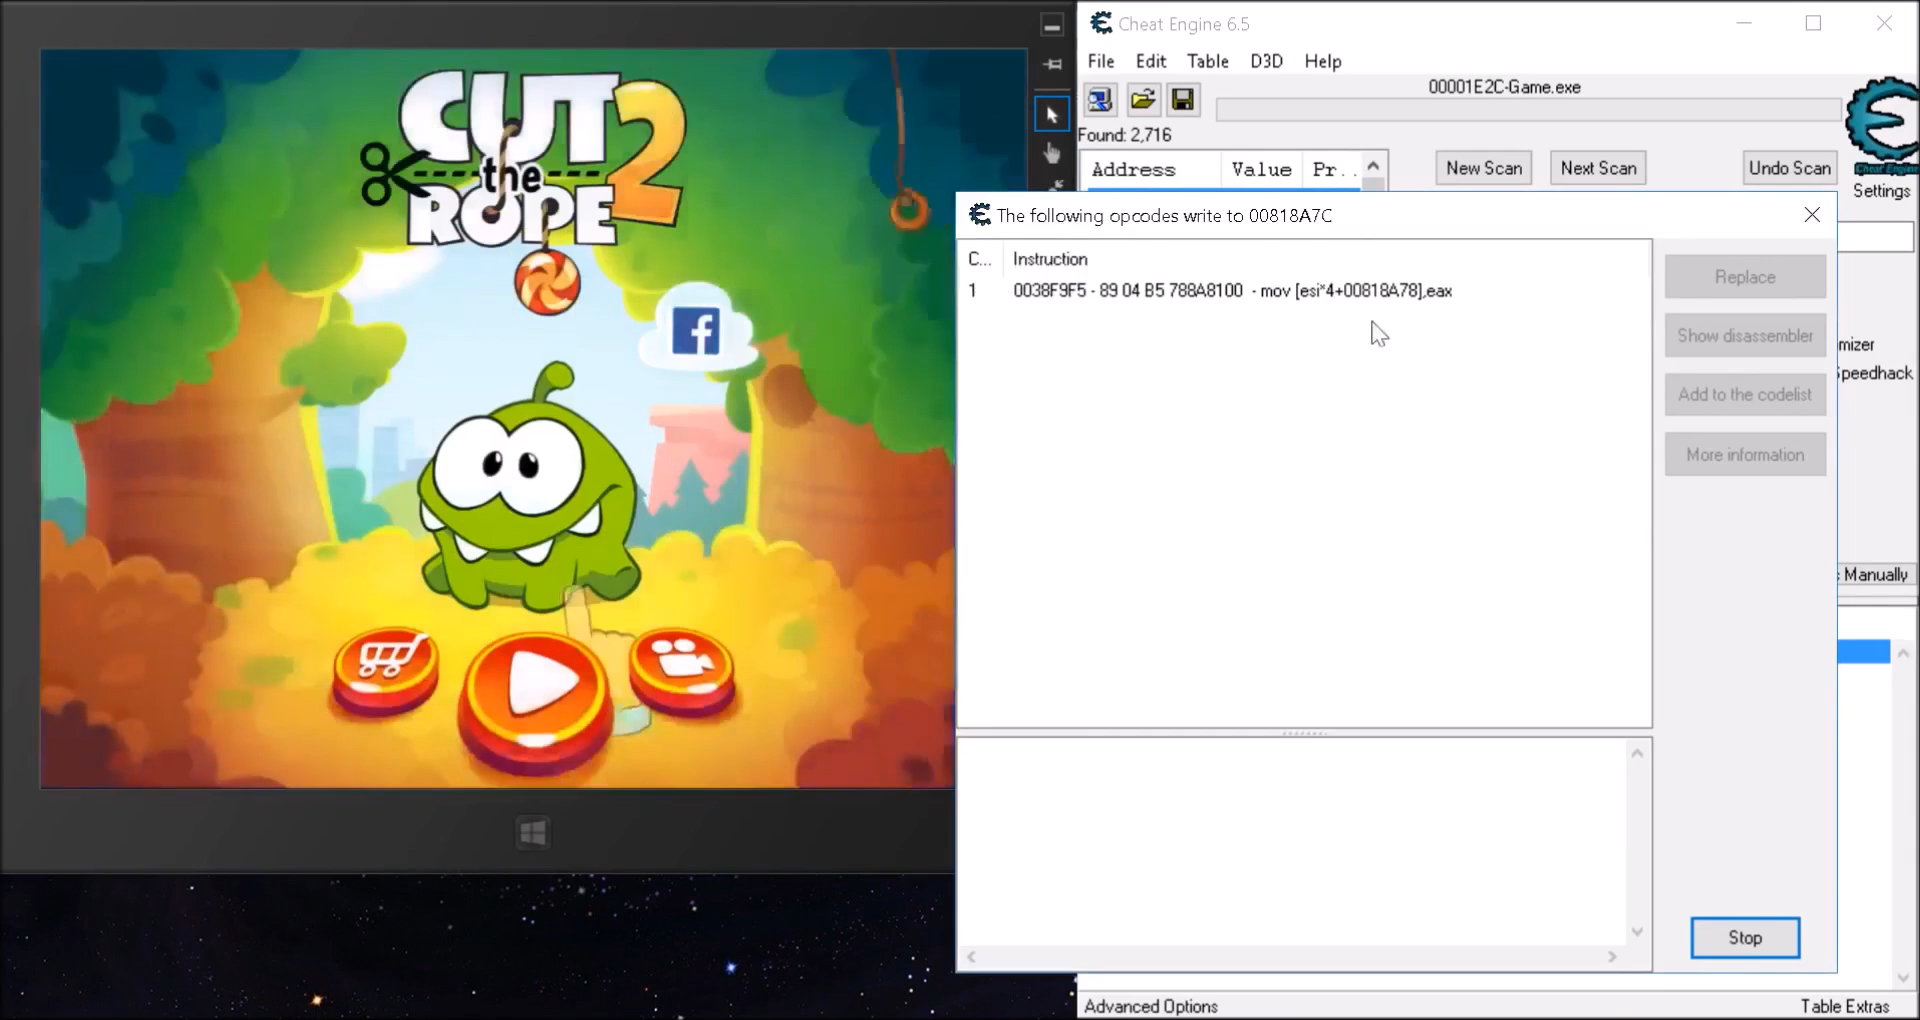 CUT
the
ROPE
2
f
Cheat Engine 6.5
File Edit Table D3D Help
00001E2C-Game.exe
Found: 2,716
Address Value Pr..
New Scan Next Scan Undo Scan
Cheat Engine
Settings
The following opcodes write to 00818A7C
C... Instruction
1 0038F9F5 - 89 04 B5 788A8100 - mov [esi*4+00818A78],eax
Replace
Show disassembler
mizer
Speedhack
Add to the codelist
More information
Manually
Stop
Advanced Options Table Extras